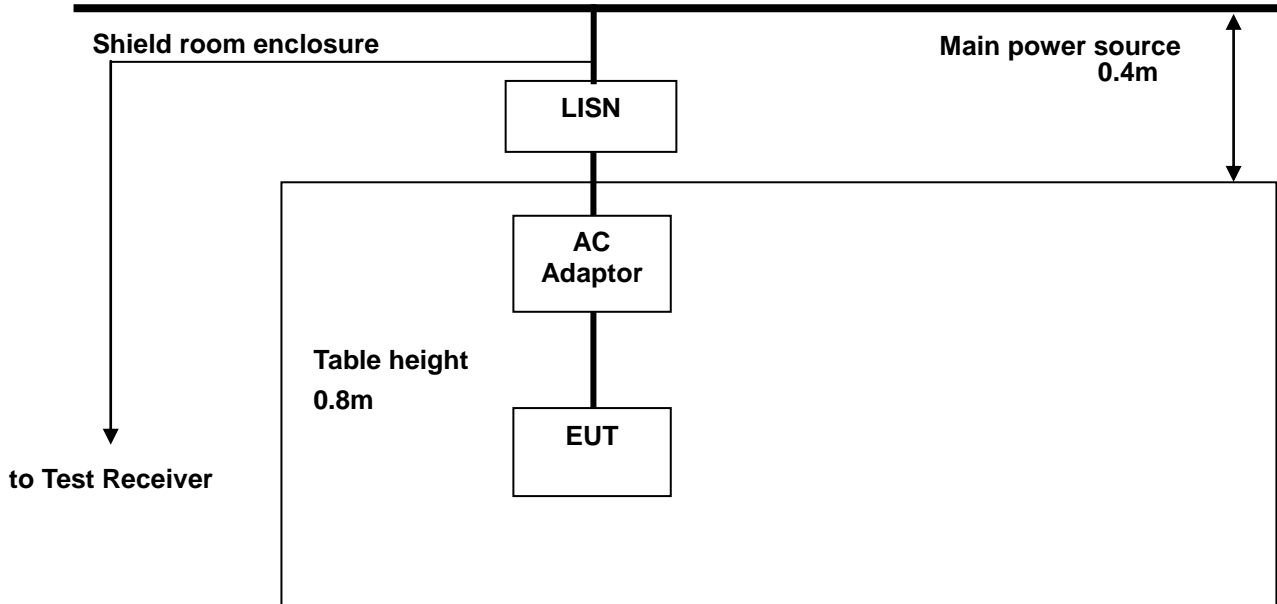 Shield room enclosure
Main power source
0.4m
LISN
AC
Adaptor
Table height
0.8m
EUT
to Test Receiver